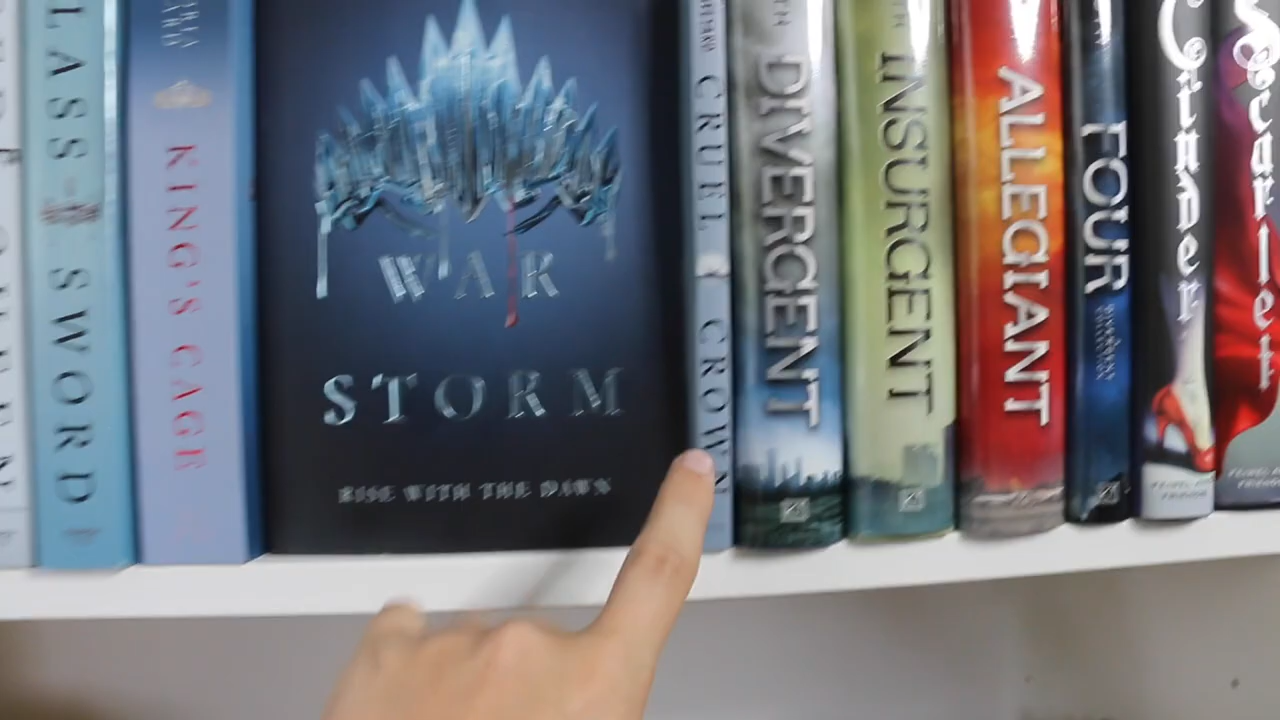 LASS SWORD
KING'S CAGE
WAR
STORM
RISE WITH THE DAWN
CRUEL CROWN
DIVERGENT
INSURGENT
ALLEGIANT
FOUR
Cinder
Scarlet